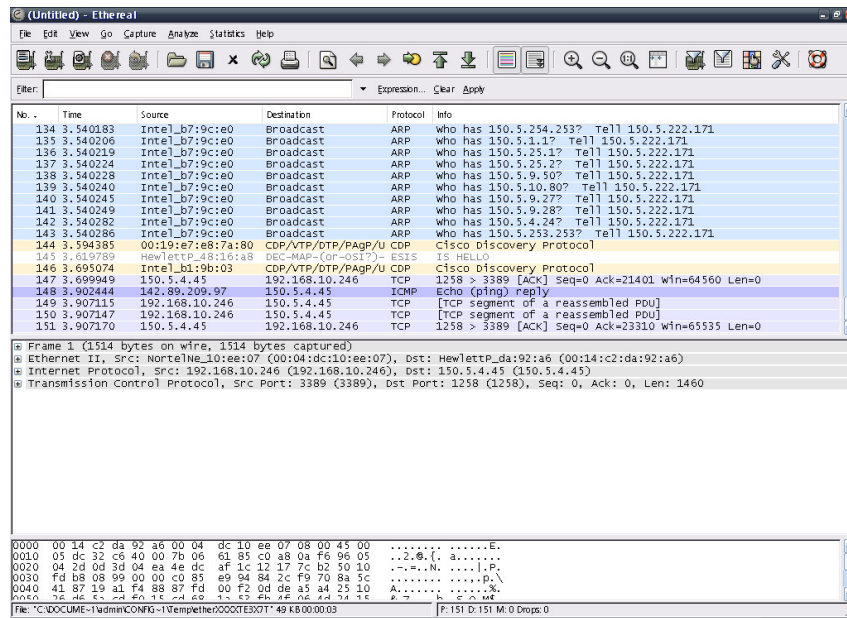 (Untitled) - Ethereal
File Edit View Go Capture Analyze Statistics Help
Filter: Expression... Clear Apply
No. . Time Source Destination Protocol Info
134 3.540183 Intel_b7:9c:e0 Broadcast ARP who has 150.5.254.253? Tell 150.5.222.171
135 3.540206 Intel_b7:9c:e0 Broadcast ARP who has 150.5.1.1? Tell 150.5.222.171
136 3.540219 Intel_b7:9c:e0 Broadcast ARP who has 150.5.25.1? Tell 150.5.222.171
137 3.540224 Intel_b7:9c:e0 Broadcast ARP who has 150.5.25.2? Tell 150.5.222.171
138 3.540228 Intel_b7:9c:e0 Broadcast ARP who has 150.5.9.50? Tell 150.5.222.171
139 3.540240 Intel_b7:9c:e0 Broadcast ARP who has 150.5.10.80? Tell 150.5.222.171
140 3.540245 Intel_b7:9c:e0 Broadcast ARP who has 150.5.9.27? Tell 150.5.222.171
141 3.540249 Intel_b7:9c:e0 Broadcast ARP who has 150.5.9.28? Tell 150.5.222.171
142 3.540282 Intel_b7:9c:e0 Broadcast ARP who has 150.5.4.24? Tell 150.5.222.171
143 3.540286 Intel_b7:9c:e0 Broadcast ARP who has 150.5.253.253? Tell 150.5.222.171
144 3.594385 00:19:e7:e8:7a:80 CDP/VTP/DTP/PAgP/U CDP Cisco Discovery Protocol
145 3.619789 HewlettP_48:16:a8 DEC-MAP-(or-OSI?)- ESIS IS HELLO
146 3.695074 Intel_b1:9b:03 CDP/VTP/DTP/PAgP/U CDP Cisco Discovery Protocol
147 3.699949 150.5.4.45 192.168.10.246 TCP 1258 > 3389 [ACK] Seq=0 Ack=21401 Win=64560 Len=0
148 3.902444 142.89.209.97 150.5.4.45 ICMP Echo (ping) reply
149 3.907115 192.168.10.246 150.5.4.45 TCP [TCP segment of a reassembled PDU]
150 3.907147 192.168.10.246 150.5.4.45 TCP [TCP segment of a reassembled PDU]
151 3.907170 150.5.4.45 192.168.10.246 TCP 1258 > 3389 [ACK] Seq=0 Ack=23310 Win=65535 Len=0
Frame 1 (1514 bytes on wire, 1514 bytes captured)
Ethernet II, Src: NortelNe_10:ee:07 (00:04:dc:10:ee:07), Dst: HewlettP_da:92:a6 (00:14:c2:da:92:a6)
Internet Protocol, Src: 192.168.10.246 (192.168.10.246), Dst: 150.5.4.45 (150.5.4.45)
Transmission Control Protocol, Src Port: 3389 (3389), Dst Port: 1258 (1258), Seq: 0, Ack: 0, Len: 1460
0000 00 14 c2 da 92 a6 00 04 dc 10 ee 07 08 00 45 00 ........ ......E.
0010 05 dc 32 c6 40 00 7b 06 61 85 c0 a8 0a f6 96 05 ..2.@.{. a.......
0020 04 2d 0d 3d 04 ea 4e dc af 1c 12 17 7c b2 50 10 .-.=..N. ....|.P.
0030 fd b8 08 99 00 00 c0 85 e9 94 84 2c f9 70 8a 5c ........ ...,.p.\
0040 41 87 19 a1 f4 88 87 fd 00 f2 0d de a5 a4 25 10 A....... ......%.
File: "C:\DOCUME~1\admin\CONFIG~1\Temp\etherXXXXTE3X7T" 49 KB 00:00:03 P: 151 D: 151 M: 0 Drops: 0